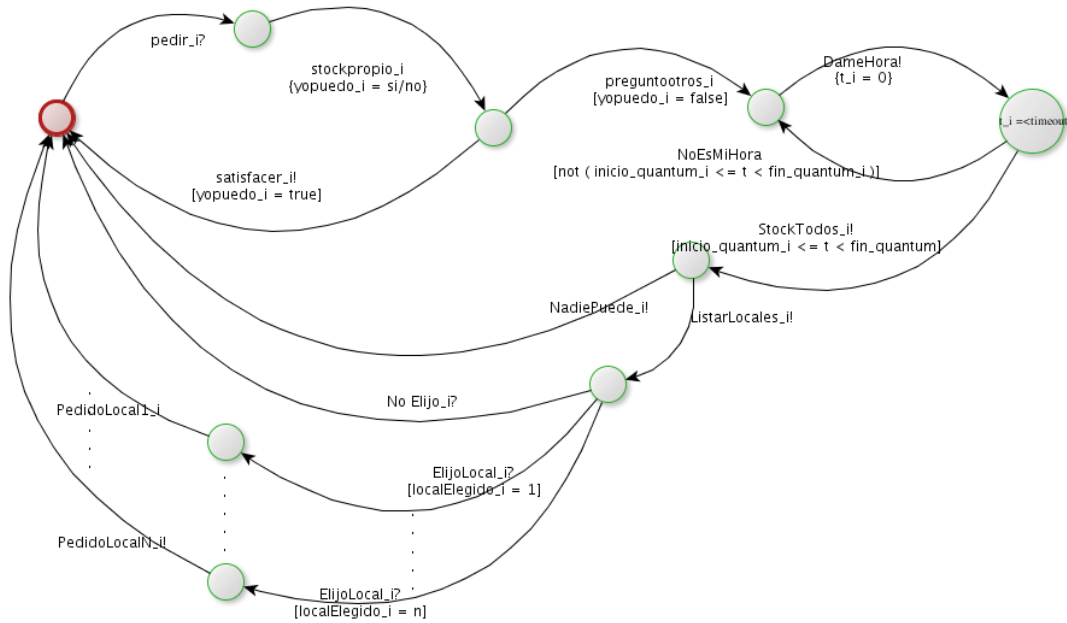 pedir_i?
stockpropio_i
{yopuedo_i = si/no}
preguntootros_i
[yopuedo_i = false]
DameHora!
{t_i = 0}
t_i =<timeout
NoEsMiHora
[not ( inicio_quantum_i <= t < fin_quantum_i )]
satisfacer_i!
[yopuedo_i = true]
StockTodos_i!
[inicio_quantum_i <= t < fin_quantum]
NadiePuede_i!
ListarLocales_i!
No Elijo_i?
PedidoLocal1_i
ElijoLocal_i?
[localElegido_i = 1]
PedidoLocalN_i!
ElijoLocal_i?
[localElegido_i = n]